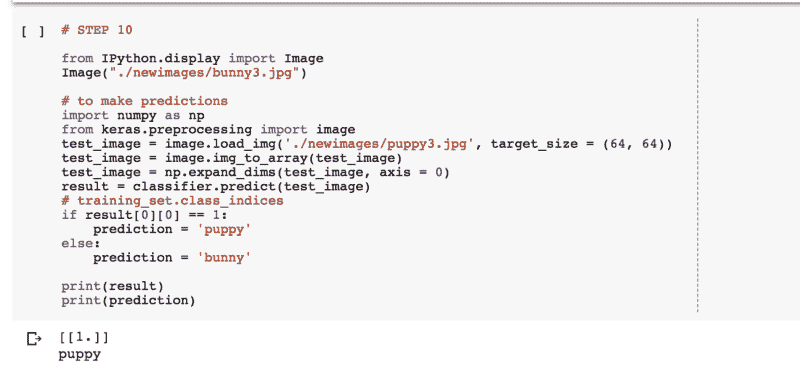 [ ] # STEP 10
from IPython.display import Image
Image("./newimages/bunny3.jpg")
# to make predictions
import numpy as np
from keras.preprocessing import image
test_image = image.load_img('./newimages/puppy3.jpg', target_size = (64, 64))
test_image = image.img_to_array(test_image)
test_image = np.expand_dims(test_image, axis = 0)
result = classifier.predict(test_image)
# training_set.class_indices
if result[0][0] == 1:
    prediction = 'puppy'
else:
    prediction = 'bunny'
print(result)
print(prediction)
[[1.]]
puppy